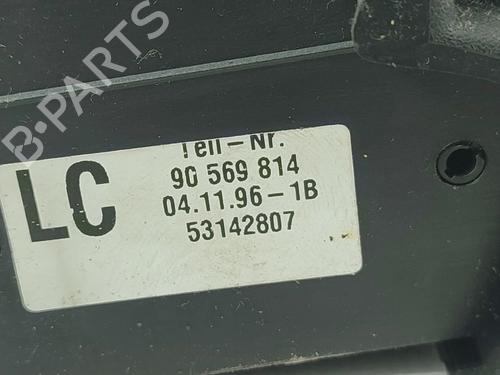 B-PARTS
Teil-Nr.
LC
90 569 814
04.11.96-1B
53142807